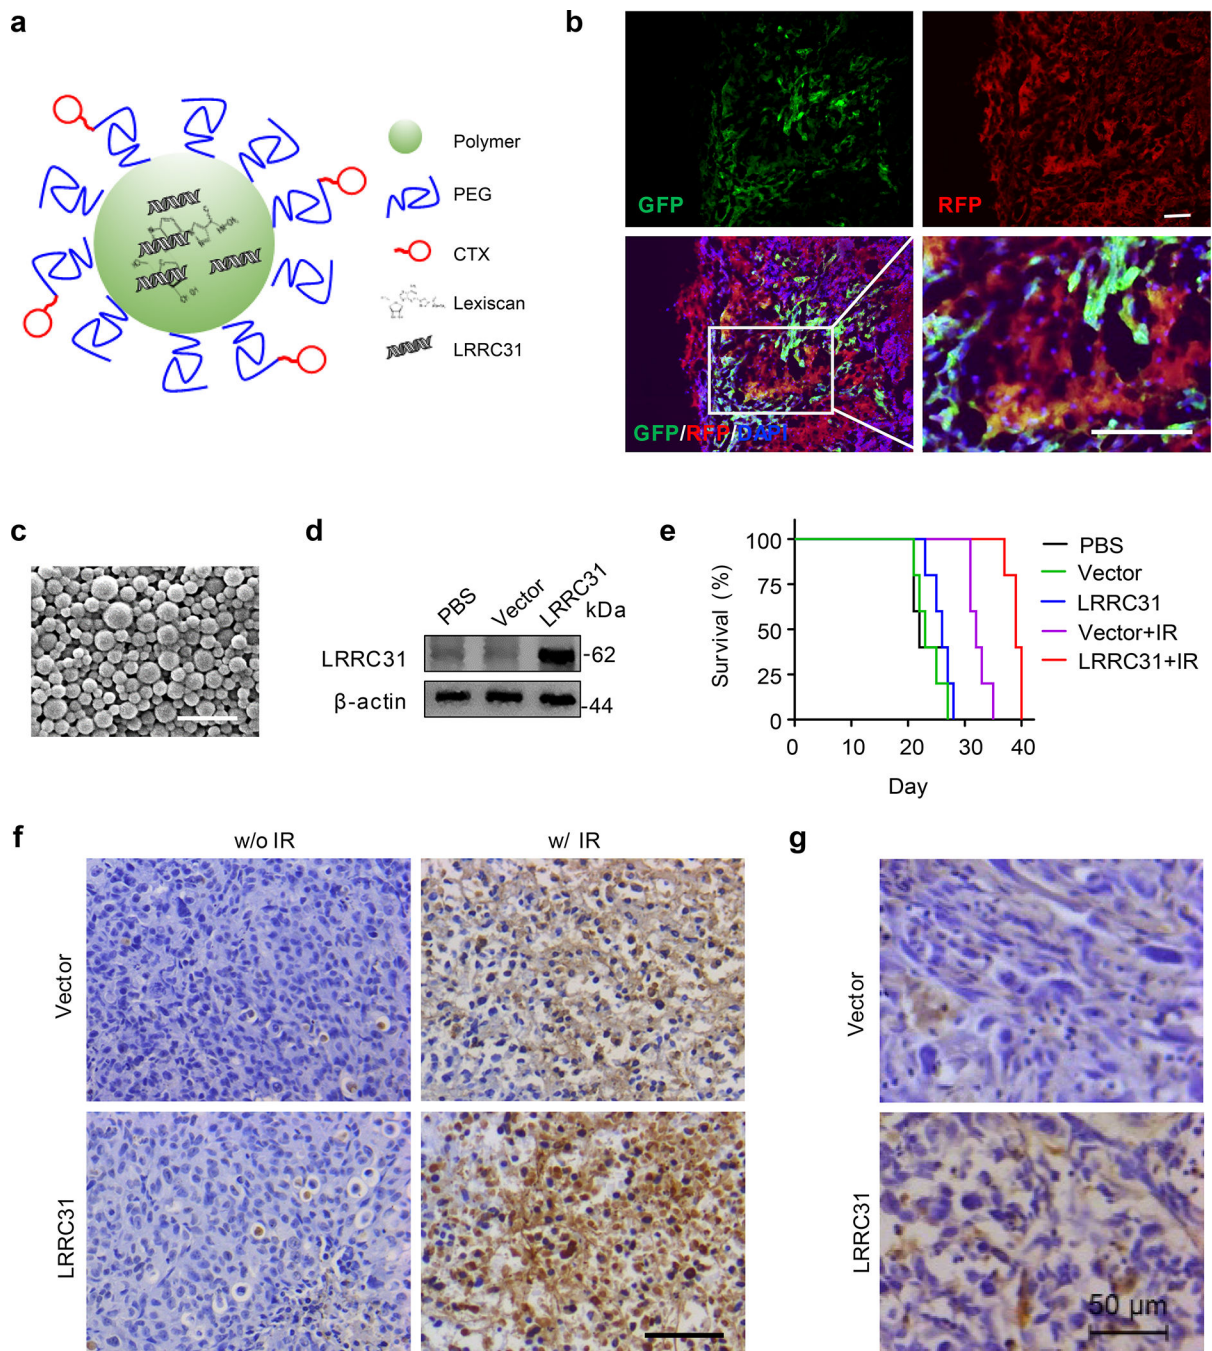 a
Polymer
PEG
CTX
Lexiscan
LRRC31
b
GFP
RFP
GFP/RFP/DAPI
c
d
PBS
Vector
LRRC31
kDa
LRRC31
-62
β-actin
-44
e
Survival (%)
100
75
50
25
0
0 10 20 30 40
Day
PBS
Vector
LRRC31
Vector+IR
LRRC31+IR
f
w/o IR
w/ IR
Vector
LRRC31
g
Vector
LRRC31
50 µm